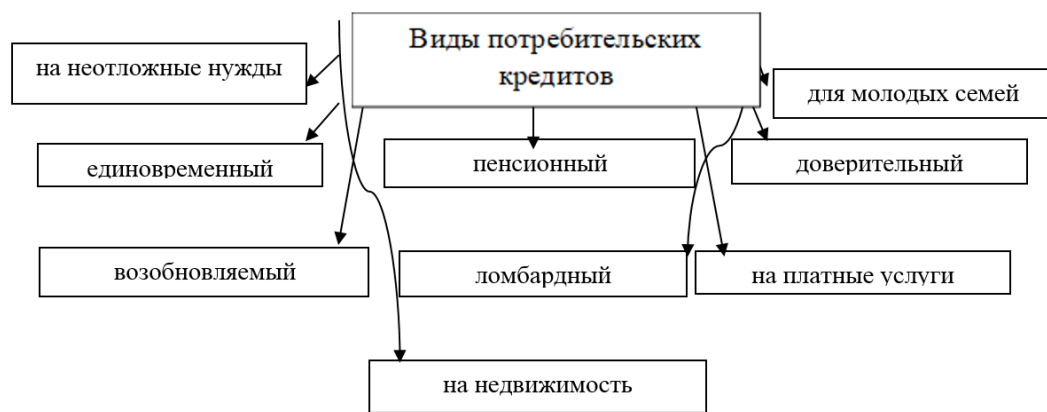 Виды потребительских
кредитов
на неотложные нужды
для молодых семей
единовременный
пенсионный
доверительный
возобновляемый
ломбардный
на платные услуги
на недвижимость